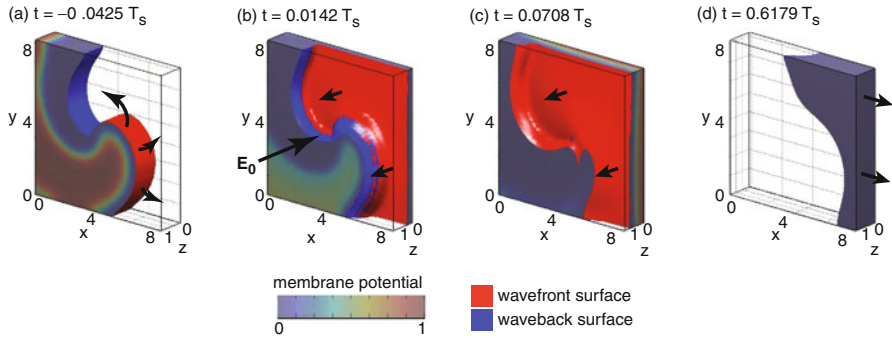 (a) t = –0 .0425 T_s
(b) t = 0.0142 T_s
(c) t = 0.0708 T_s
(d) t = 0.6179 T_s
8
y
4
0
0
4
x
8
1
0
z
8
y
4
E_0
0
0
4
x
8
1 0
z
8
y
4
0
0
4
x
8
1 0
z
8
y
4
0
0
4
x
8
1 0
z
membrane potential
0
1
wavefront surface
waveback surface